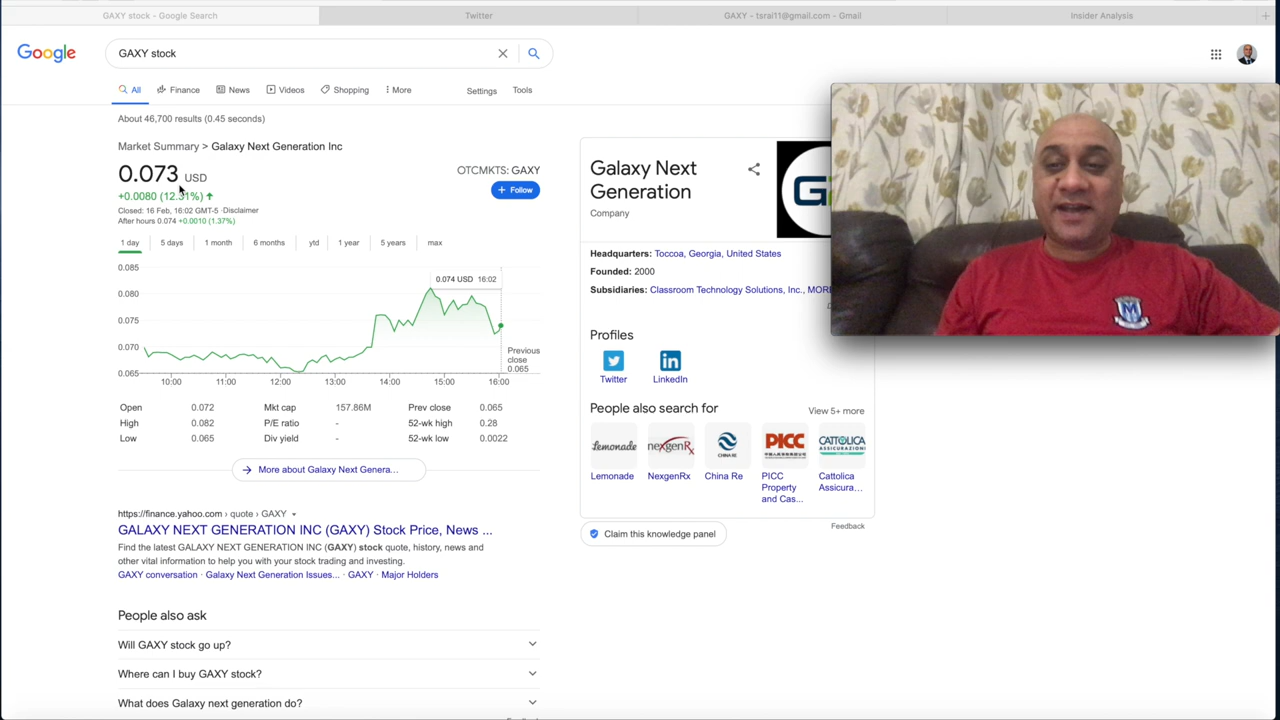 GAXY stock - Google Search
Twitter
GAXY - tsrai11@gmail.com - Gmail
Insider Analysis
+
Google
GAXY stock
All
Finance
News
Videos
Shopping
More
Settings
Tools
About 46,700 results (0.45 seconds)
Market Summary > Galaxy Next Generation Inc
0.073 USD
OTCMKTS: GAXY
+0.0080 (12.31%)
+ Follow
Closed: 16 Feb, 16:02 GMT-5 · Disclaimer
After hours 0.074 +0.0010 (1.37%)
1 day
5 days
1 month
6 months
ytd
1 year
5 years
max
0.085
0.074 USD 16:02
0.080
0.075
0.070
0.065
Previous
close
0.065
10:00
11:00
12:00
14:00
15:00
16:00
Open 0.072 Mkt cap 157.86M Prev close 0.065
High 0.082 P/E ratio - 52-wk high 0.28
Low 0.065 Div yield - 52-wk low 0.0022
More about Galaxy Next Genera...
https://finance.yahoo.com › quote › GAXY
GALAXY NEXT GENERATION INC (GAXY) Stock Price, News ...
Find the latest GALAXY NEXT GENERATION INC (GAXY) stock quote, history, news and
other vital information to help you with your stock trading and investing.
GAXY conversation · Galaxy Next Generation Issues... · GAXY · Major Holders
People also ask
Will GAXY stock go up?
Where can I buy GAXY stock?
What does Galaxy next generation do?
Galaxy Next
Generation
Company
Headquarters: Toccoa, Georgia, United States
Founded: 2000
Subsidiaries: Classroom Technology Solutions, Inc.,
Profiles
Twitter
LinkedIn
People also search for
View 5+ more
Lemonade
nexgenRx
CHINA RE
PICC
CATTOLICA
ASSICURAZIONI
Lemonade
NexgenRx
China Re
PICC
Property
and Cas...
Cattolica
Assicura...
Feedback
Claim this knowledge panel
M